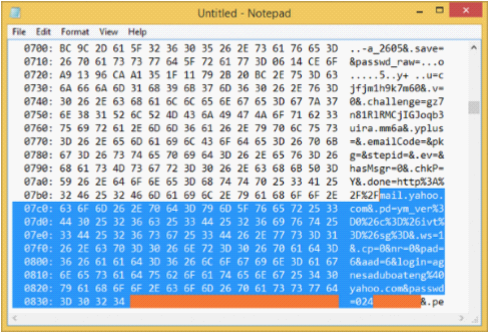 Untitled - Notepad
File Edit Format View Help
0700: BC 9C 2D 61 5F 32 36 30 35 26 2E 73 61 76 65 3D ..-a_2605&.save=
0710: 26 70 61 73 73 77 64 5F 72 61 77 3D 06 14 CE 6F &passwd_raw=...o
0720: A9 13 96 CA A1 35 1F 11 79 2B 20 BC 2E 75 3D 63 .....5..y+ ..u=c
0730: 6A 66 6A 6D 31 68 39 6B 37 6D 36 30 26 2E 76 3D jfjm1h9k7m60&.v=
0740: 30 26 2E 63 68 61 6C 6C 65 6E 67 65 3D 67 7A 37 0&.challenge=gz7
0750: 6E 38 31 52 6C 52 4D 43 6A 49 47 4A 6F 71 62 33 n81RlRMCjIGJoqb3
0760: 75 69 72 61 2E 6D 6D 36 61 26 2E 79 70 6C 75 73 uira.mm6a&.yplus
0770: 3D 26 2E 65 6D 61 69 6C 43 6F 64 65 3D 26 70 6B =&.emailCode=&pk
0780: 67 3D 26 73 74 65 70 69 64 3D 26 2E 65 76 3D 26 g=&stepid=&.ev=&
0790: 68 61 73 4D 73 67 72 3D 30 26 2E 63 68 6B 50 3D hasMsgr=0&.chkP=
07a0: 59 26 2E 64 6F 6E 65 3D 68 74 74 70 25 33 41 25 Y&.done=http%3A%
07b0: 32 46 25 32 46 6D 61 69 6C 2E 79 61 68 6F 6F 2E 2F%2Fmail.yahoo.
07c0: 63 6F 6D 26 2E 70 64 3D 79 6D 5F 76 65 72 25 33 com&.pd=ym_ver%3
07d0: 44 30 25 32 36 63 25 33 44 25 32 36 69 76 74 25 D0%26c%3D%26ivt%
07e0: 33 44 25 32 36 73 67 25 33 44 26 2E 77 73 3D 31 3D%26sg%3D&.ws=1
07f0: 26 2E 63 70 3D 30 26 6E 72 3D 30 26 70 61 64 3D &.cp=0&nr=0&pad=
0800: 36 26 61 61 64 3D 36 26 6C 6F 67 69 6E 3D 61 67 6&aad=6&login=ag
0810: 6E 65 73 61 64 75 62 6F 61 74 65 6E 67 25 34 30 nesaduboateng%40
0820: 79 61 68 6F 6F 2E 63 6F 6D 26 70 61 73 73 77 64 yahoo.com&passwd
0830: 3D 30 32 34 =024 &.pe